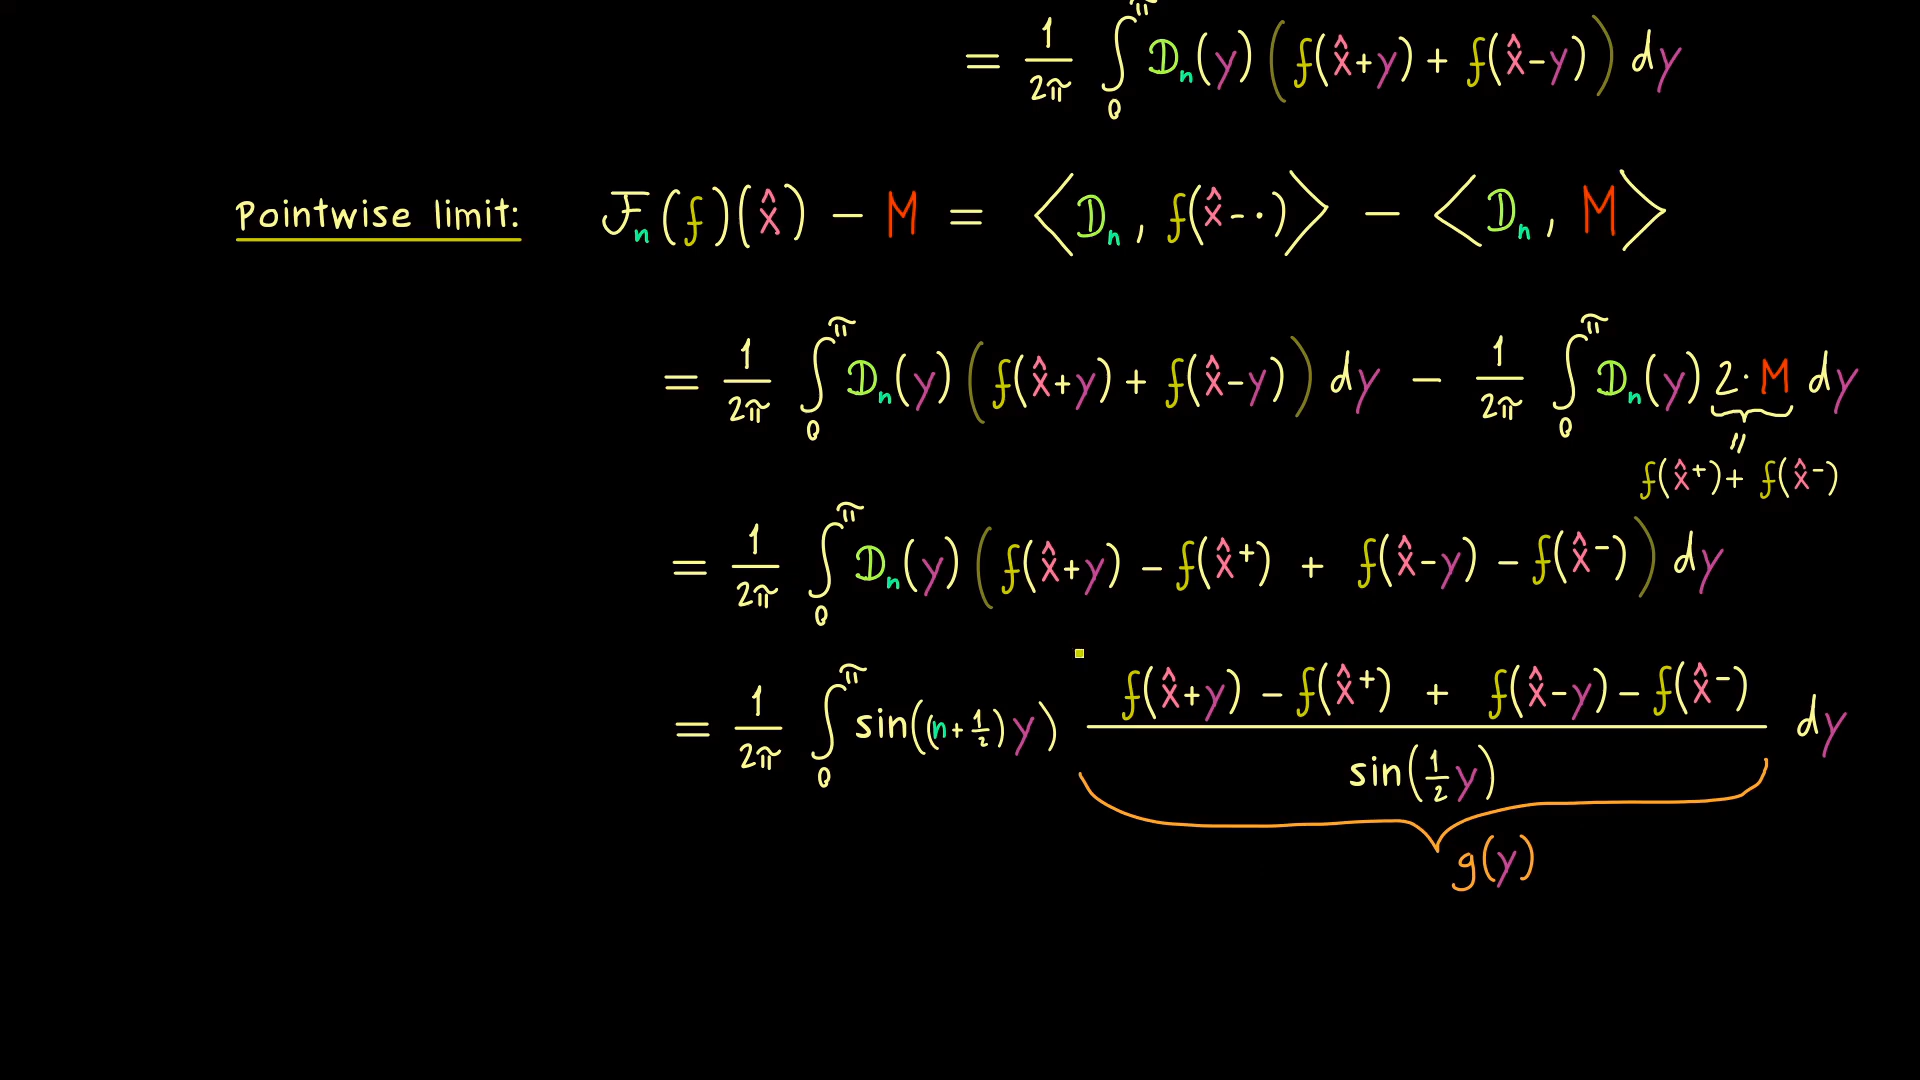 = 1/2π ∫₀^π Dₙ(y) (f(x̂+y) + f(x̂-y)) dy
Pointwise limit: ℱₙ(f)(x̂) - M = ⟨Dₙ, f(x̂-·)⟩ - ⟨Dₙ, M⟩
= 1/2π ∫₀^π Dₙ(y) (f(x̂+y) + f(x̂-y)) dy - 1/2π ∫₀^π Dₙ(y) 2·M dy
= f(x̂⁺) + f(x̂⁻)
= 1/2π ∫₀^π Dₙ(y) (f(x̂+y) - f(x̂⁺) + f(x̂-y) - f(x̂⁻)) dy
= 1/2π ∫₀^π sin((n+1/2)y) (f(x̂+y) - f(x̂⁺) + f(x̂-y) - f(x̂⁻))/sin(1/2 y) dy
g(y)